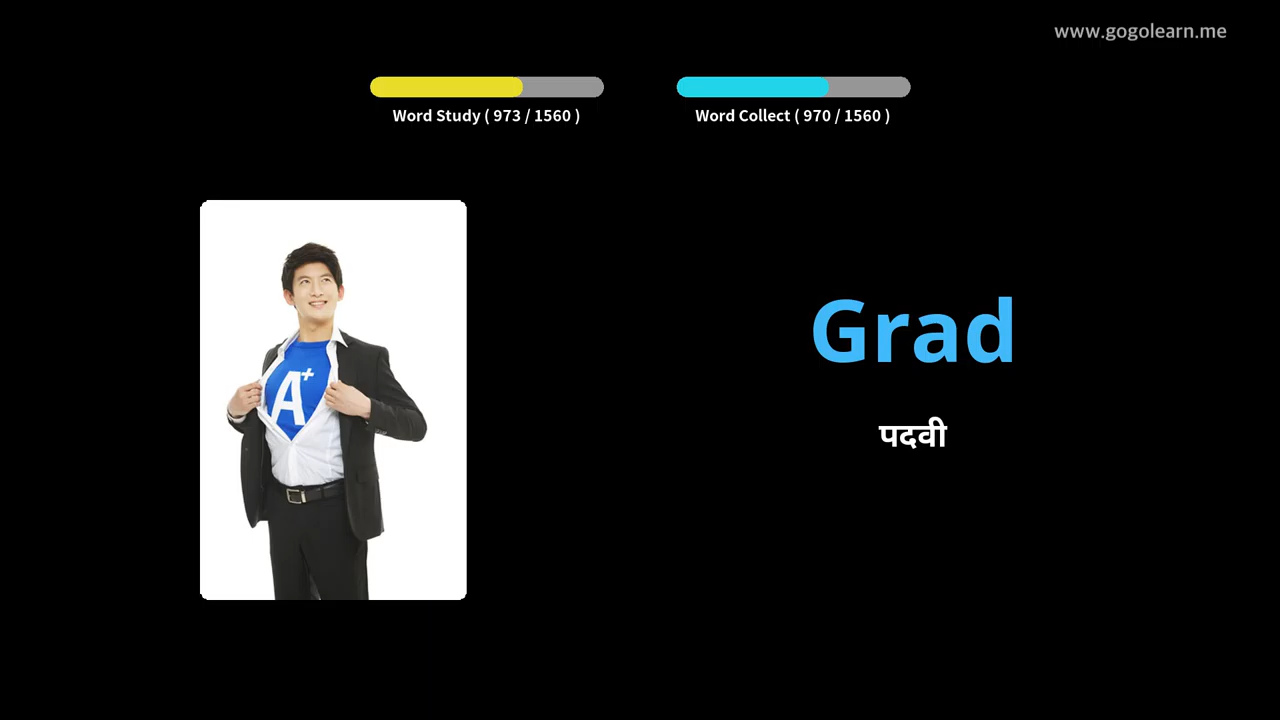 www.gogolearn.me
Word Study ( 973 / 1560 )
Word Collect ( 970 / 1560 )
A+
Grad
पदवी